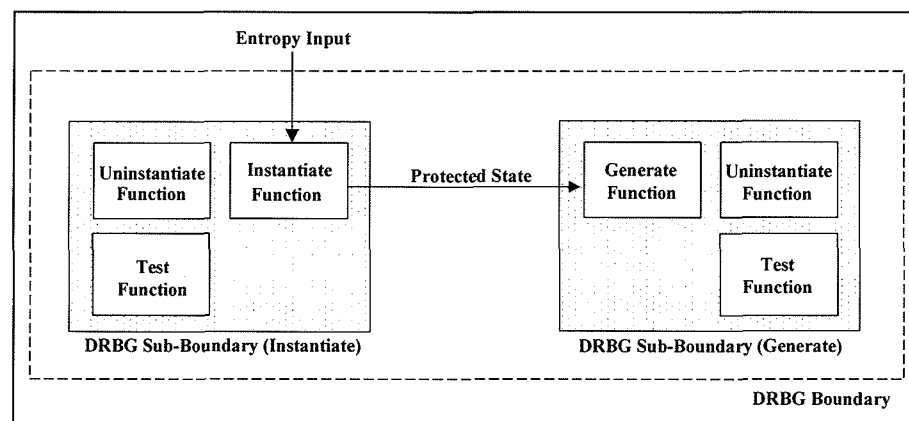 Entropy Input
Uninstantiate
Function
Instantiate
Function
Protected State
Generate
Function
Uninstantiate
Function
Test
Function
Test
Function
DRBG Sub-Boundary (Instantiate)
DRBG Sub-Boundary (Generate)
DRBG Boundary